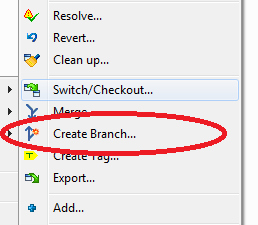 Resolve...
Revert...
Clean up...
Switch/Checkout...
Merge...
Create Branch...
Create Tag...
Export...
Add...